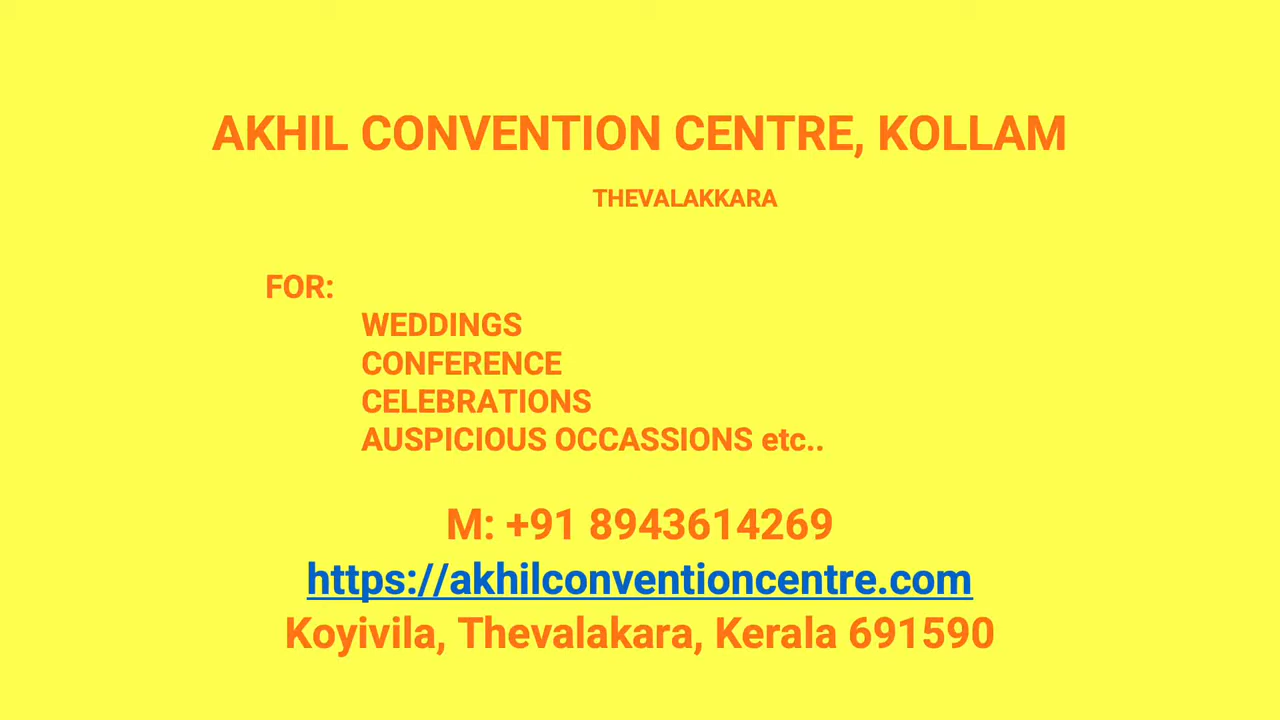 AKHIL CONVENTION CENTRE, KOLLAM
THEVALAKKARA
FOR:
WEDDINGS
CONFERENCE
CELEBRATIONS
AUSPICIOUS OCCASSIONS etc..
M: +91 8943614269
https://akhilconventioncentre.com
Koyivila, Thevalakara, Kerala 691590